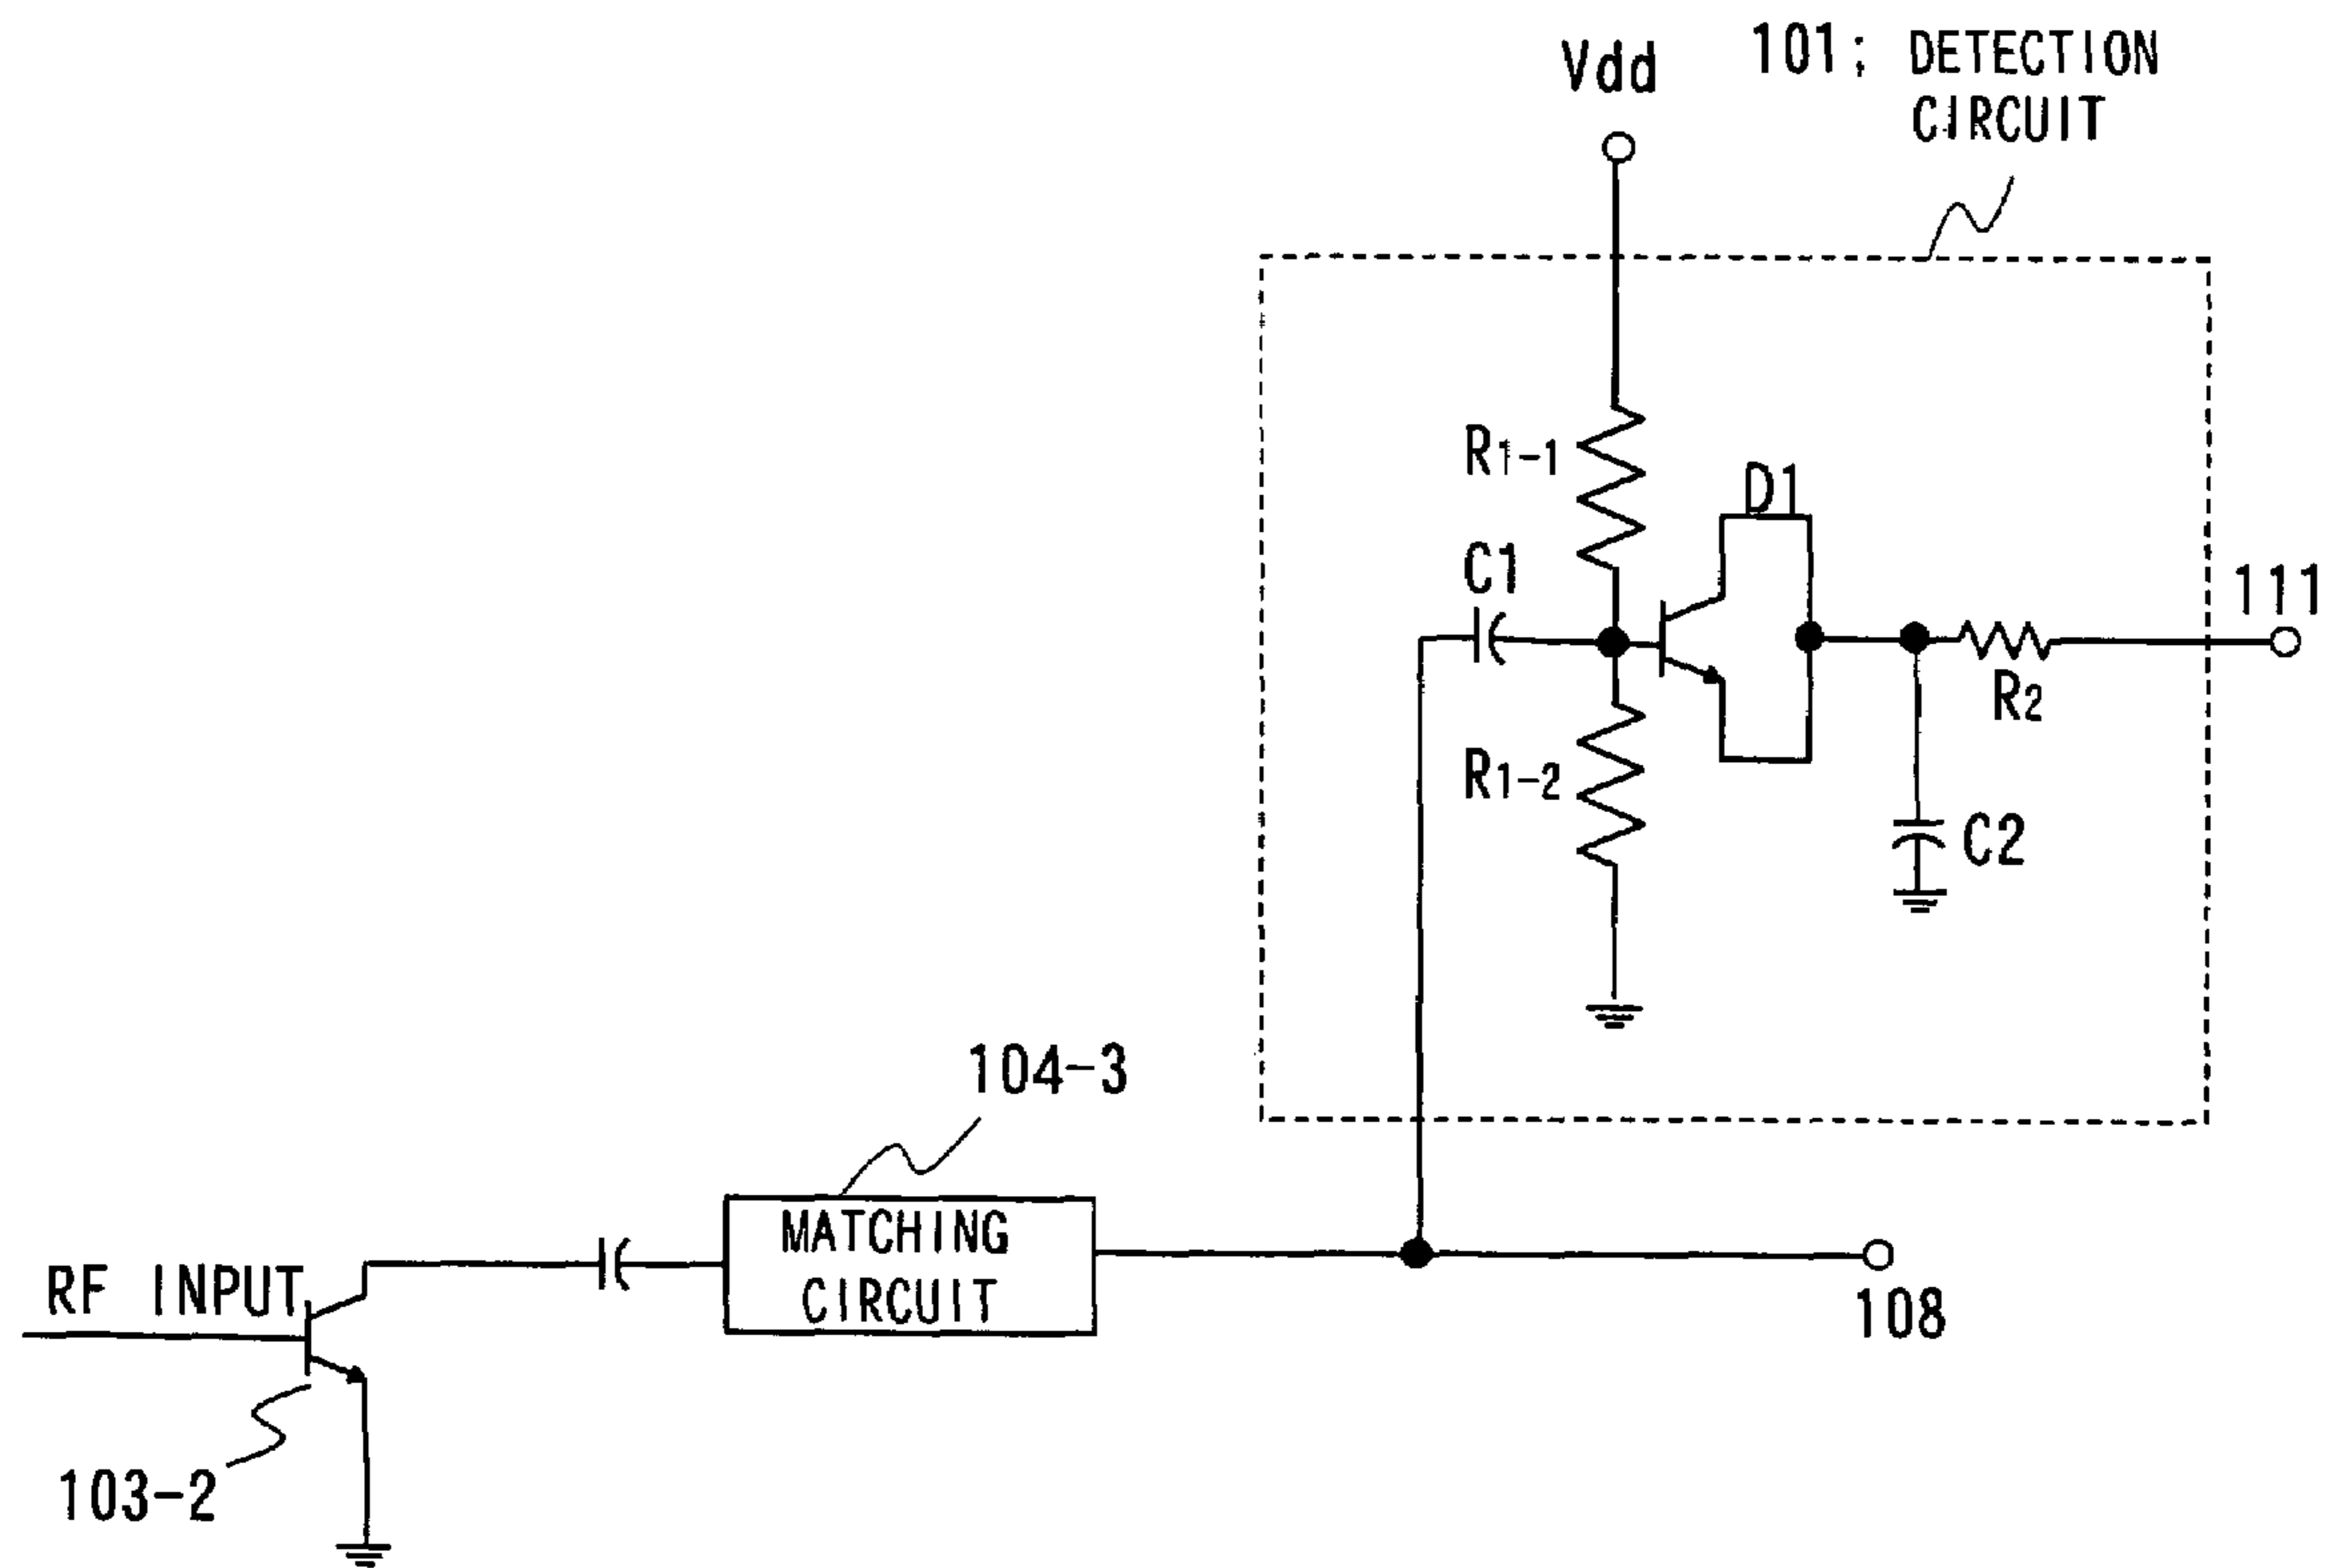 Vdd
101; DETECTION
CIRCUIT
R1-1
D1
C1
111
R2
R1-2
C2
104-3
MATCHING
CIRCUIT
RF INPUT
108
103-2